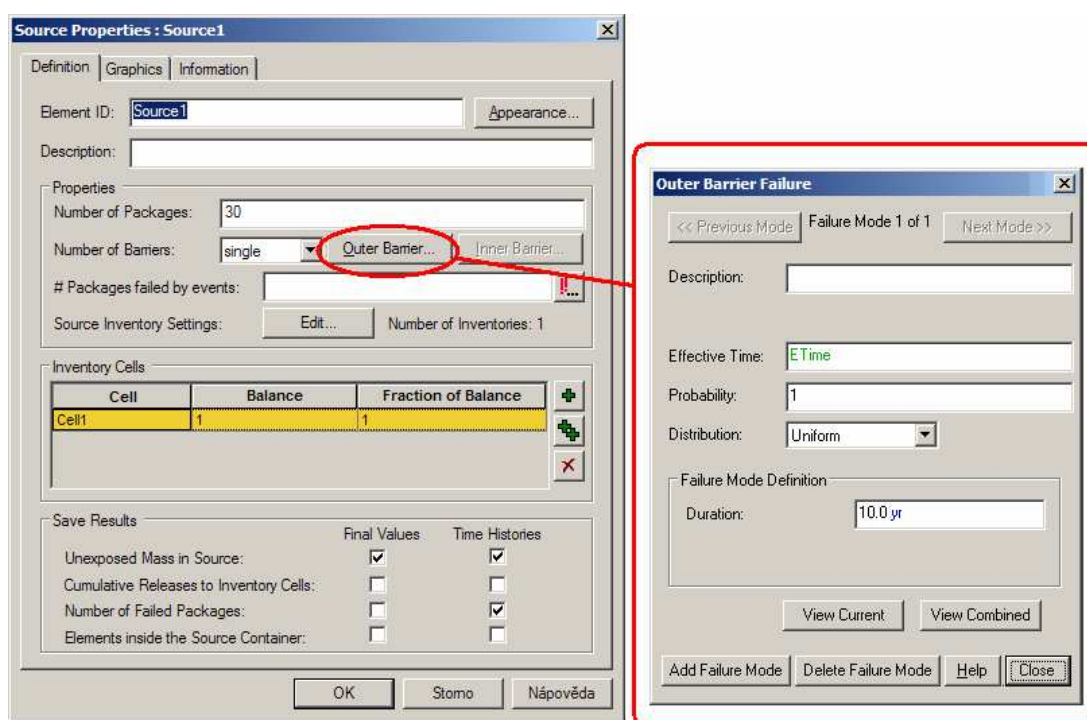 Source Properties : Source1
Definition Graphics Information
Element ID: Source1 Appearance...
Description:
Properties
Number of Packages: 30
Number of Barriers: single Outer Barrier... Inner Barrier...
# Packages failed by events: !!...
Source Inventory Settings: Edit... Number of Inventories: 1
Inventory Cells
Cell Balance Fraction of Balance
Cell1 1 1
Save Results
Final Values Time Histories
Unexposed Mass in Source:
Cumulative Releases to Inventory Cells:
Number of Failed Packages:
Elements inside the Source Container:
OK Storno Nápověda
Outer Barrier Failure
<< Previous Mode Failure Mode 1 of 1 Next Mode >>
Description:
Effective Time: ETime
Probability: 1
Distribution: Uniform
Failure Mode Definition
Duration: 10.0 yr
View Current View Combined
Add Failure Mode Delete Failure Mode Help Close